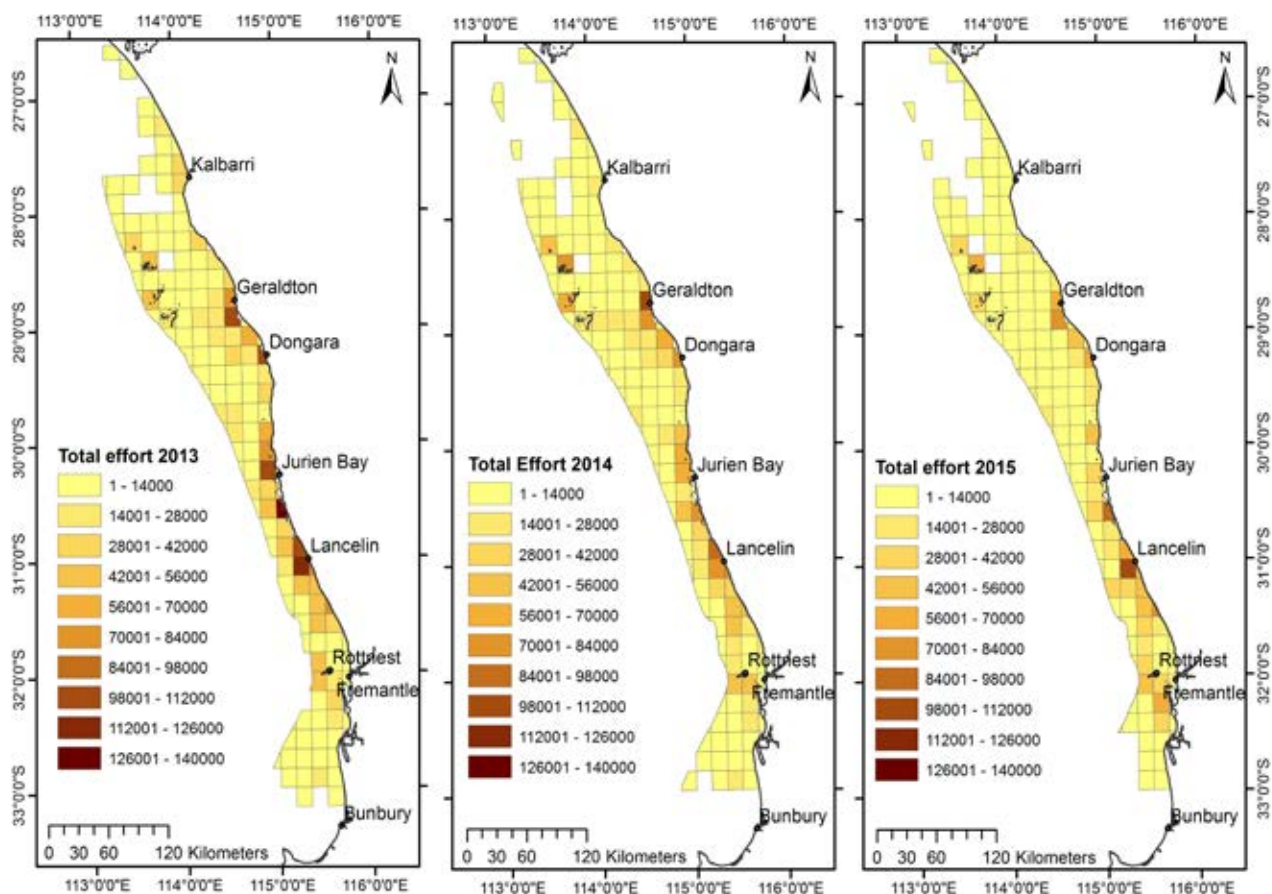 113°0'0"E 114°0'0"E 115°0'0"E 116°0'0"E
27°0'0"S
28°0'0"S
29°0'0"S
30°0'0"S
31°0'0"S
32°0'0"S
33°0'0"S
N
Kalbarri
Geraldton
Dongara
Jurien Bay
Lancelin
Rottnest
Fremantle
Bunbury
Total effort 2013
1 - 14000
14001 - 28000
28001 - 42000
42001 - 56000
56001 - 70000
70001 - 84000
84001 - 98000
98001 - 112000
112001 - 126000
126001 - 140000
0 30 60 120 Kilometers
113°0'0"E 114°0'0"E 115°0'0"E 116°0'0"E
113°0'0"E 114°0'0"E 115°0'0"E 116°0'0"E
N
Kalbarri
Geraldton
Dongara
Jurien Bay
Lancelin
Rottnest
Fremantle
Bunbury
Total Effort 2014
1 - 14000
14001 - 28000
28001 - 42000
42001 - 56000
56001 - 70000
70001 - 84000
84001 - 98000
98001 - 112000
112001 - 126000
126001 - 140000
0 30 60 120 Kilometers
113°0'0"E 114°0'0"E 115°0'0"E 116°0'0"E
113°0'0"E 114°0'0"E 115°0'0"E 116°0'0"E
N
Kalbarri
Geraldton
Dongara
Jurien Bay
Lancelin
Rottnest
Fremantle
Bunbury
Total effort 2015
1 - 14000
14001 - 28000
28001 - 42000
42001 - 56000
56001 - 70000
70001 - 84000
84001 - 98000
98001 - 112000
112001 - 126000
126001 - 140000
0 30 60 120 Kilometers
27°0'0"S
28°0'0"S
29°0'0"S
30°0'0"S
31°0'0"S
32°0'0"S
33°0'0"S
113°0'0"E 114°0'0"E 115°0'0"E 116°0'0"E